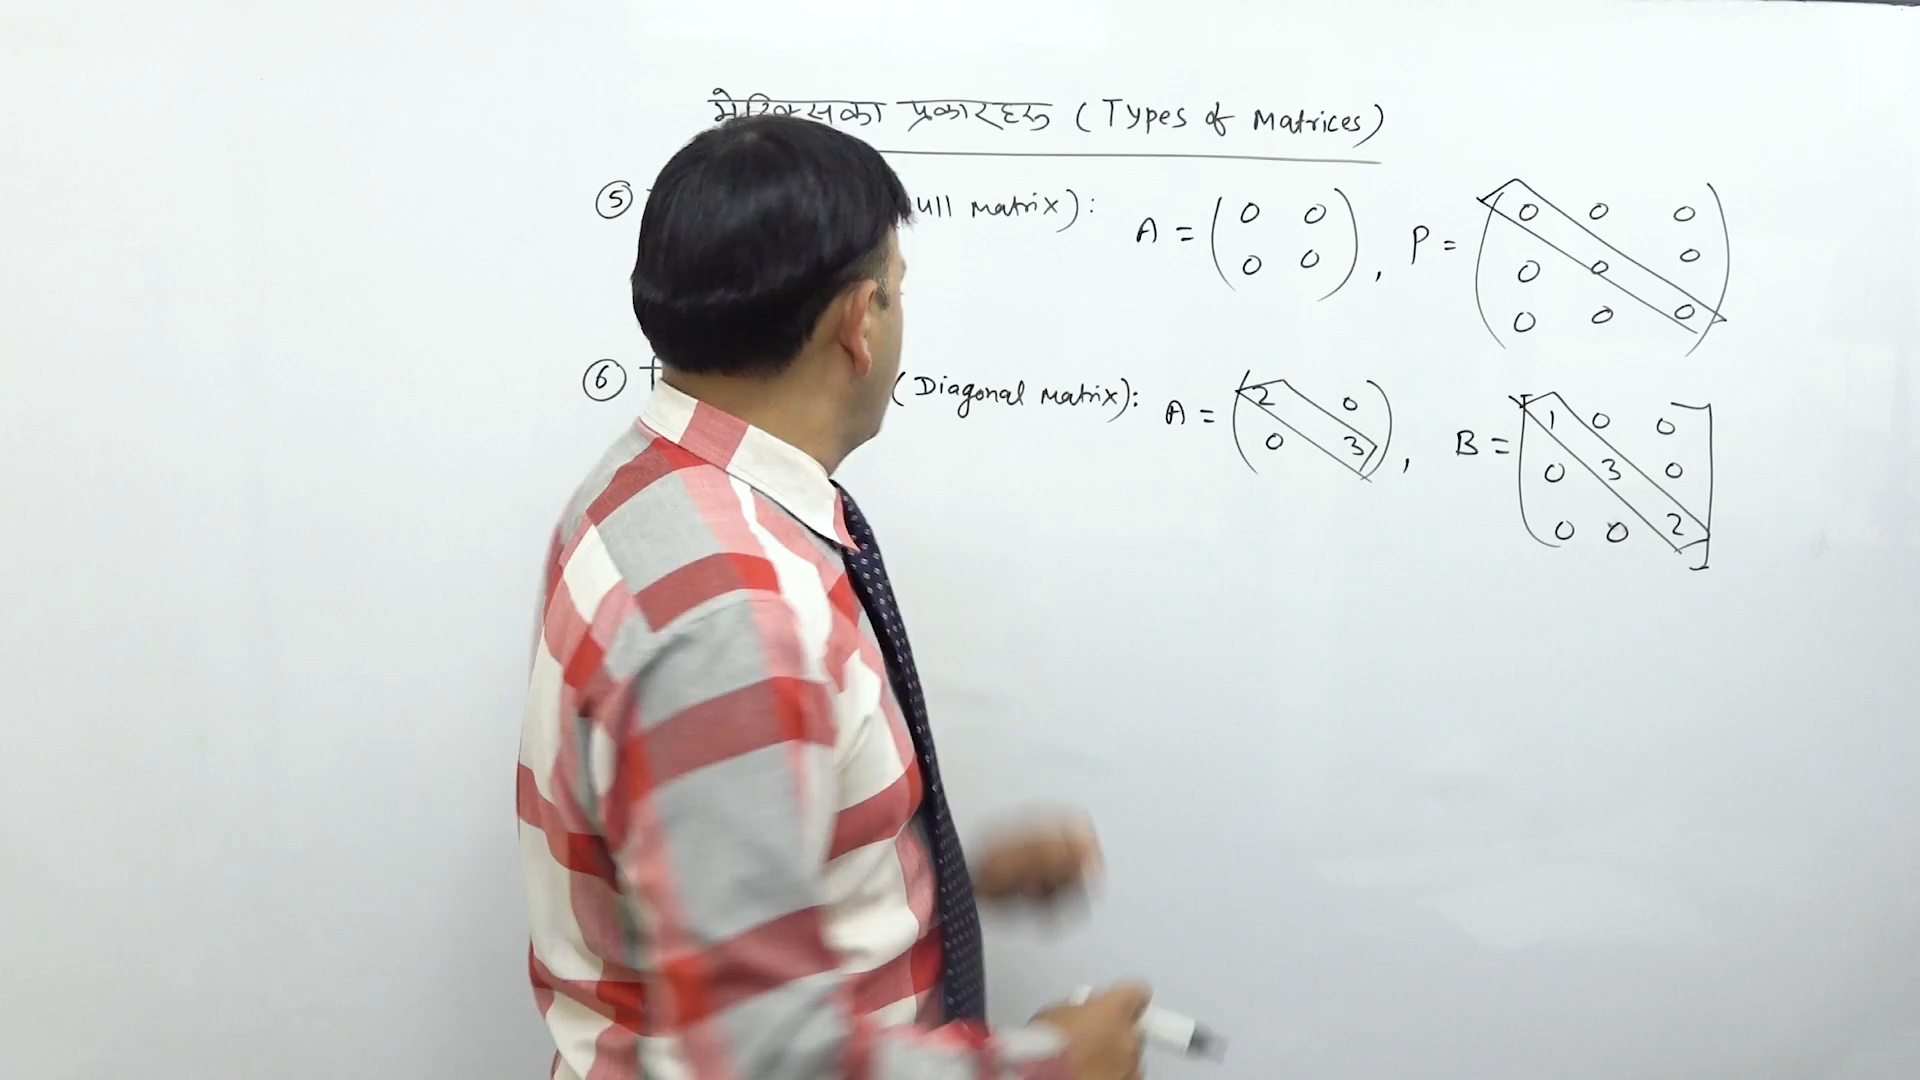 मेट्रिक्सका प्रकारहरू (Types of Matrices)
⑤ ull matrix): A = ( 0 0 , P = ( 0 0 0
0 0 ) 0 0 0
0 0 0 )
⑥ (Diagonal matrix): A = ( 2 0 , B = [ 1 0 0
0 3 ) 0 3 0
0 0 2 ]